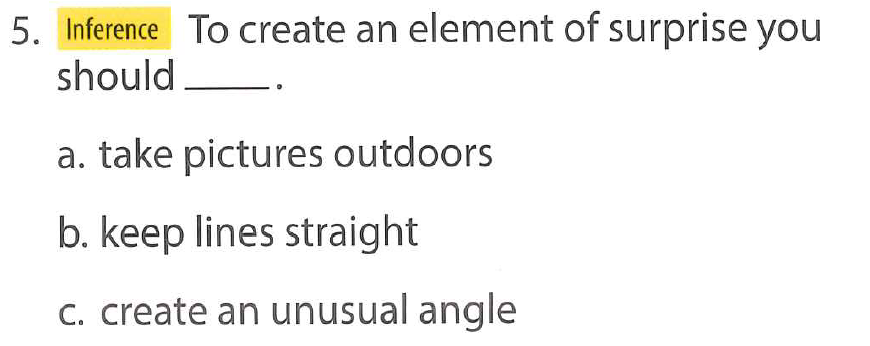 5. Inference To create an element of surprise you
should _____.
a. take pictures outdoors
b. keep lines straight
c. create an unusual angle